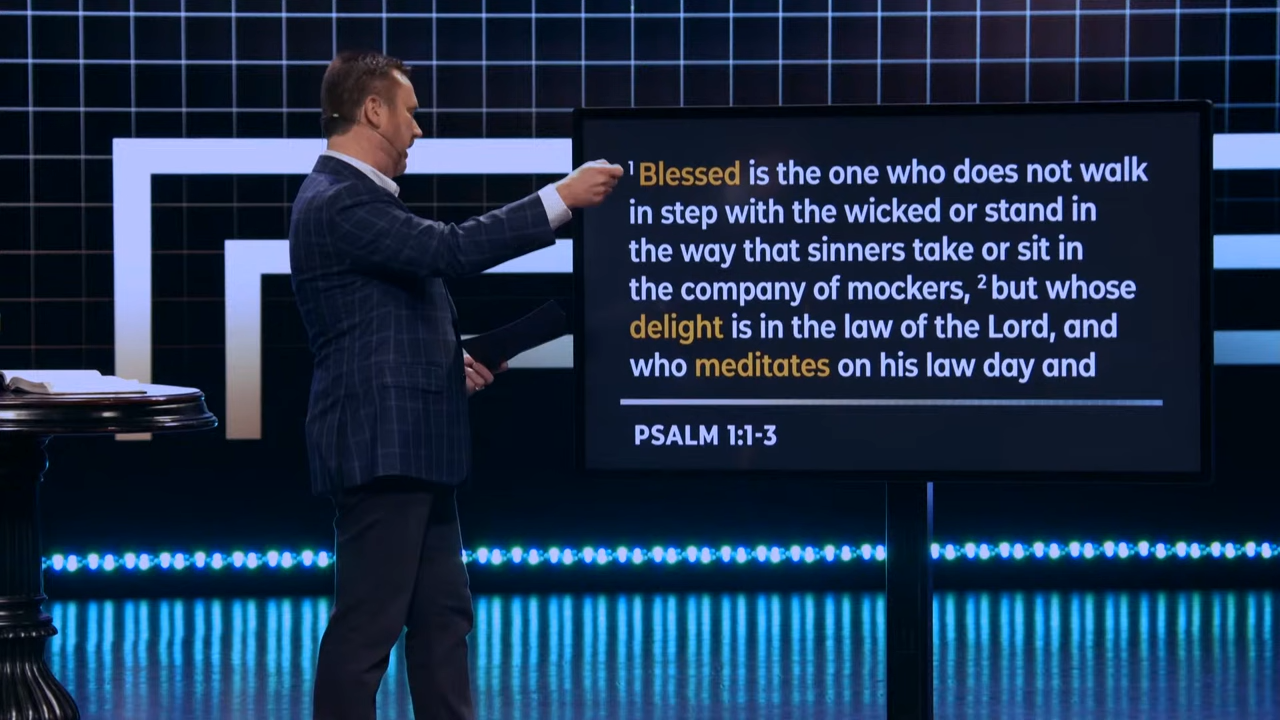 1 Blessed is the one who does not walk
in step with the wicked or stand in
the way that sinners take or sit in
the company of mockers, 2 but whose
delight is in the law of the Lord, and
who meditates on his law day and
PSALM 1:1-3